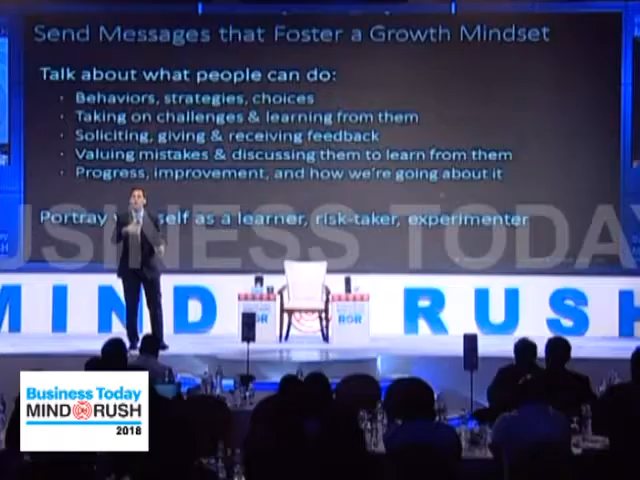 Send Messages that Foster a Growth Mindset
Talk about what people can do:
· Behaviors, strategies, choices
· Taking on challenges & learning from them
· Soliciting, giving & receiving feedback
· Valuing mistakes & discussing them to learn from them
· Progress, improvement, and how we're going about it
Portray self as a learner, risk-taker, experimenter
USINESS TODAY
MIND RUSH
Business Today
MIND RUSH
2018